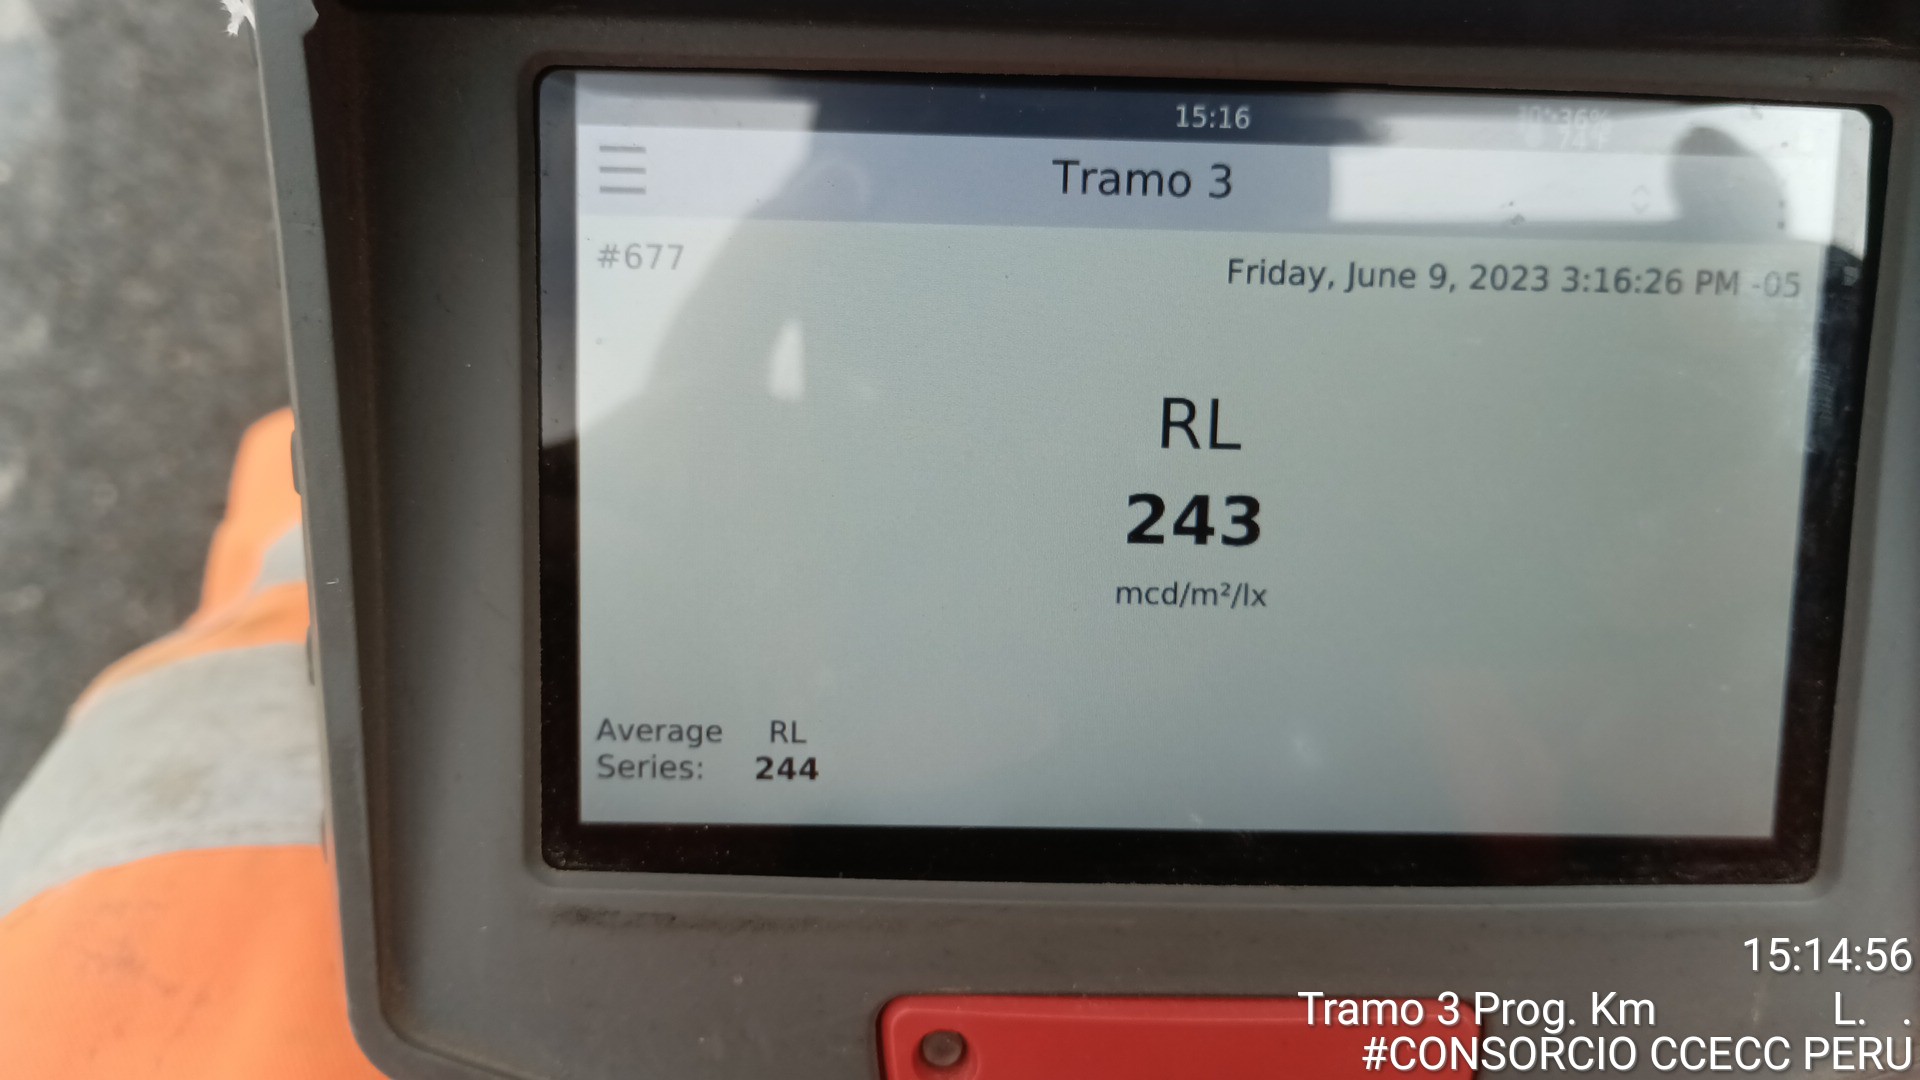 15:16
Tramo 3
#677
Friday, June 9, 2023 3:16:26 PM -05
RL
243
mcd/m²/lx
Average RL
Series: 244
15:14:56
Tramo 3 Prog. Km L. .
#CONSORCIO CCECC PERU